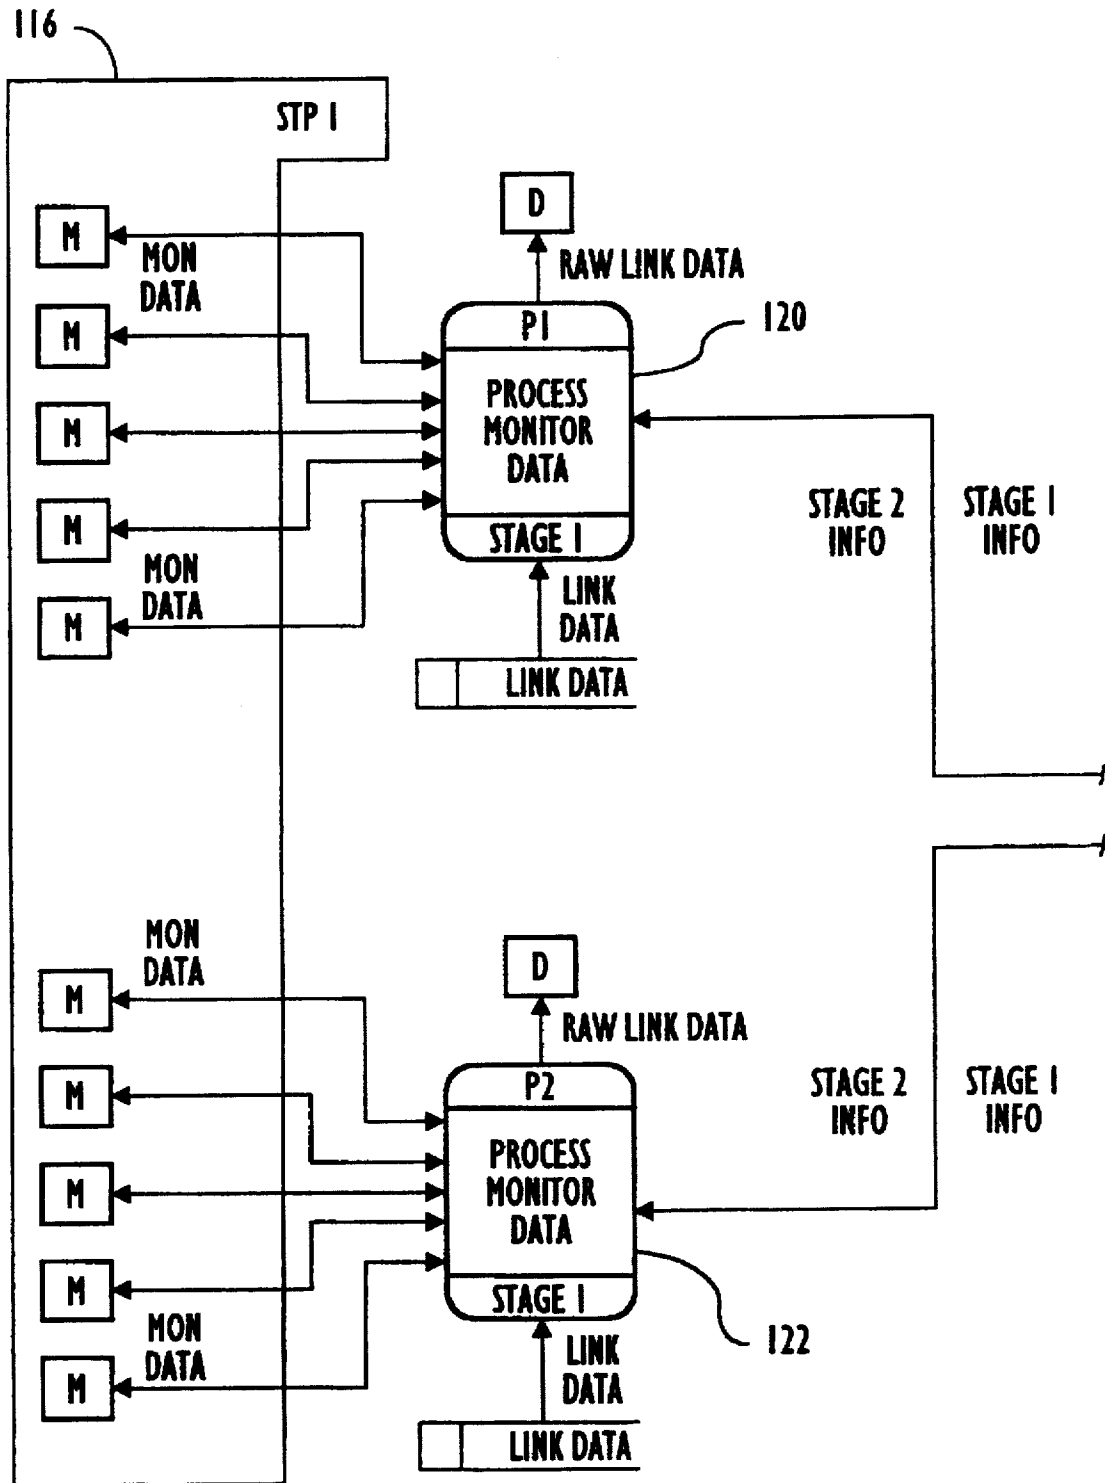 116
STP 1
D
M
MON
DATA
RAW LINK DATA
M
P1
120
PROCESS
MONITOR
DATA
M
M
STAGE 2
INFO
STAGE 1
INFO
STAGE 1
MON
DATA
LINK
DATA
M
LINK DATA
MON
DATA
D
M
RAW LINK DATA
M
P2
STAGE 2
INFO
STAGE 1
INFO
PROCESS
MONITOR
DATA
M
M
STAGE 1
MON
DATA
122
LINK
DATA
M
LINK DATA